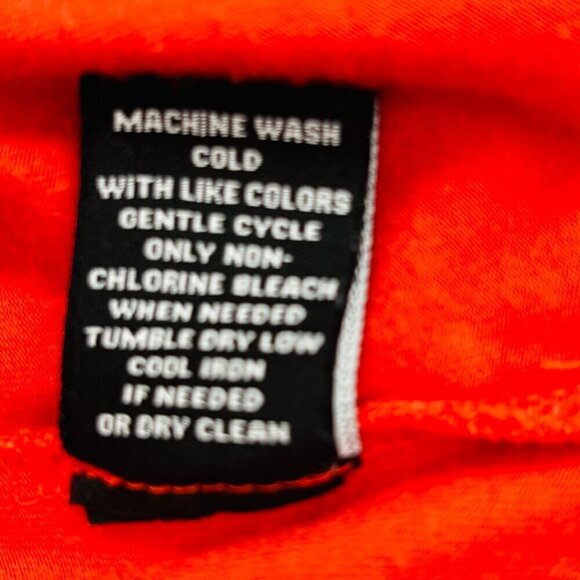 MACHINE WASH
COLD
WITH LIKE COLORS
GENTLE CYCLE
ONLY NON-
CHLORINE BLEACH
WHEN NEEDED
TUMBLE DRY LOW
COOL IRON
IF NEEDED
OR DRY CLEAN